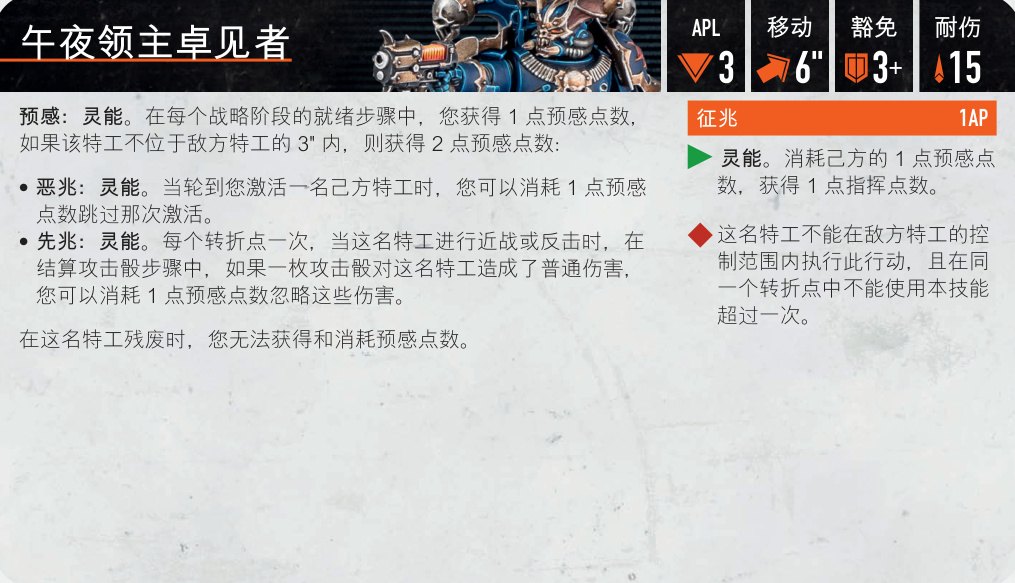 午夜领主卓见者
APL
3
移动
6"
豁免
3+
耐伤
15
预感：灵能。在每个战略阶段的就绪步骤中，您获得 1 点预感点数，
如果该特工不位于敌方特工的 3" 内，则获得 2 点预感点数:
• 恶兆：灵能。当轮到您激活一名己方特工时，您可以消耗 1 点预感
点数跳过那次激活。
• 先兆：灵能。每个转折点一次，当这名特工进行近战或反击时，在
结算攻击骰步骤中，如果一枚攻击骰对这名特工造成了普通伤害，
您可以消耗 1 点预感点数忽略这些伤害。
在这名特工残废时，您无法获得和消耗预感点数。
征兆 1AP
灵能。消耗己方的 1 点预感点
数，获得 1 点指挥点数。
这名特工不能在敌方特工的控
制范围内执行此行动，且在同
一个转折点中不能使用本技能
超过一次。